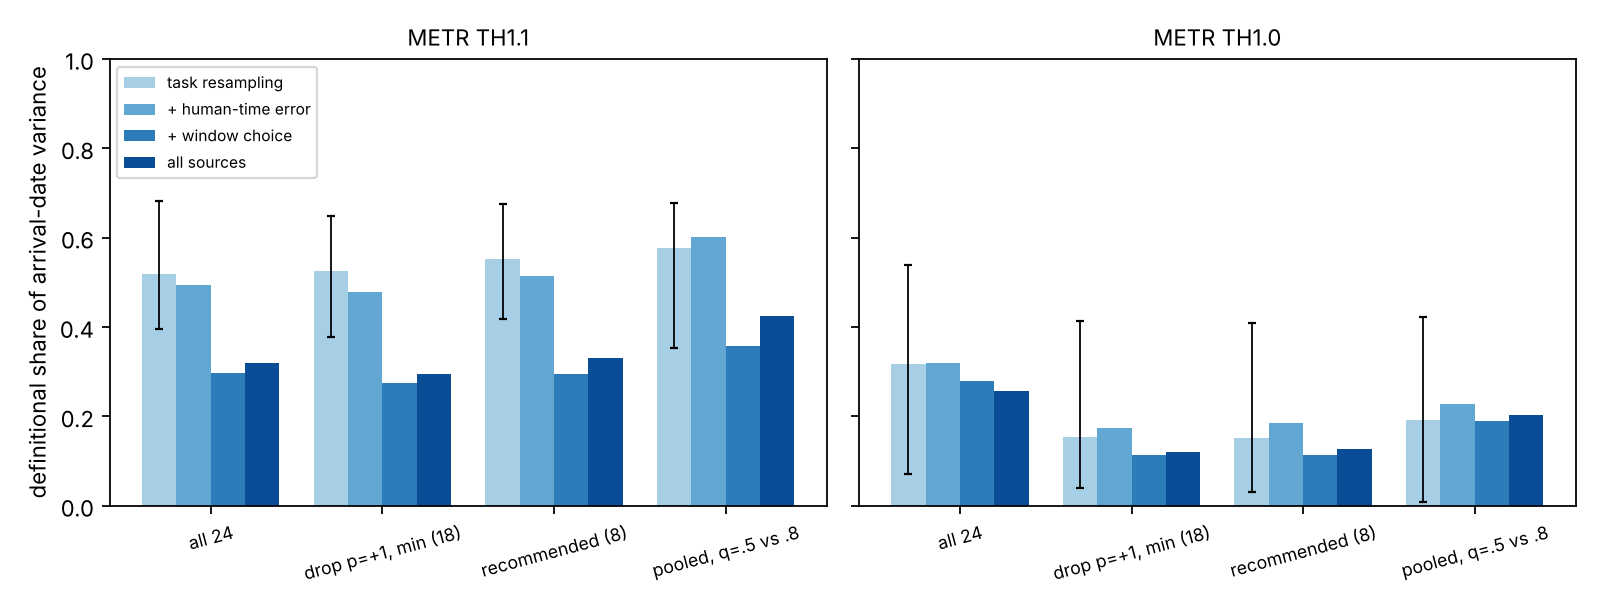 METR TH1.1
METR TH1.0
definitional share of arrival-date variance
1.0
0.8
0.6
0.4
0.2
0.0
task resampling
+ human-time error
+ window choice
all sources
all 24
drop p=+1, min (18)
recommended (8)
pooled, q=.5 vs .8
all 24
drop p=+1, min (18)
recommended (8)
pooled, q=.5 vs .8